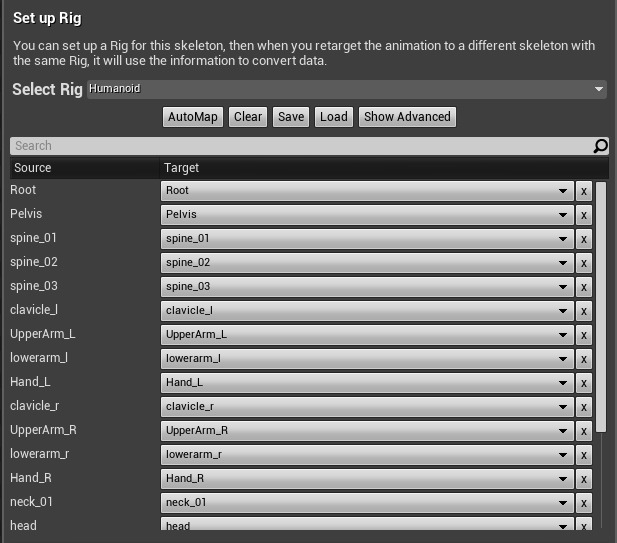 Set up Rig
You can set up a Rig for this skeleton, then when you retarget the animation to a different skeleton with
the same Rig, it will use the information to convert data.
Select Rig Humanoid
AutoMap Clear Save Load Show Advanced
Search
Source Target
Root Root x
Pelvis Pelvis x
spine_01 spine_01 x
spine_02 spine_02 x
spine_03 spine_03 x
clavicle_l clavicle_l x
UpperArm_L UpperArm_L x
lowerarm_l lowerarm_l x
Hand_L Hand_L x
clavicle_r clavicle_r x
UpperArm_R UpperArm_R x
lowerarm_r lowerarm_r x
Hand_R Hand_R x
neck_01 neck_01 x
head head x